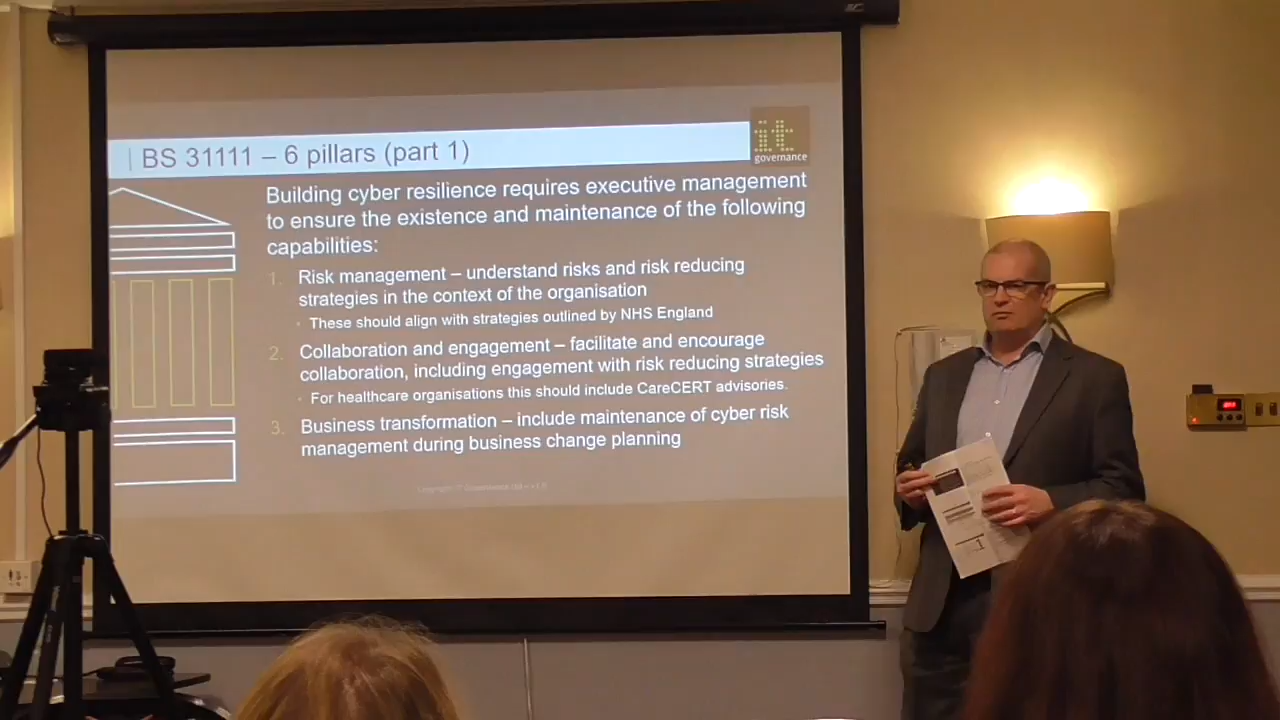 BS 31111 – 6 pillars (part 1)
it
governance
Building cyber resilience requires executive management
to ensure the existence and maintenance of the following
capabilities:
1. Risk management – understand risks and risk reducing
strategies in the context of the organisation
• These should align with strategies outlined by NHS England
2. Collaboration and engagement – facilitate and encourage
collaboration, including engagement with risk reducing strategies
• For healthcare organisations this should include CareCERT advisories.
3. Business transformation – include maintenance of cyber risk
management during business change planning